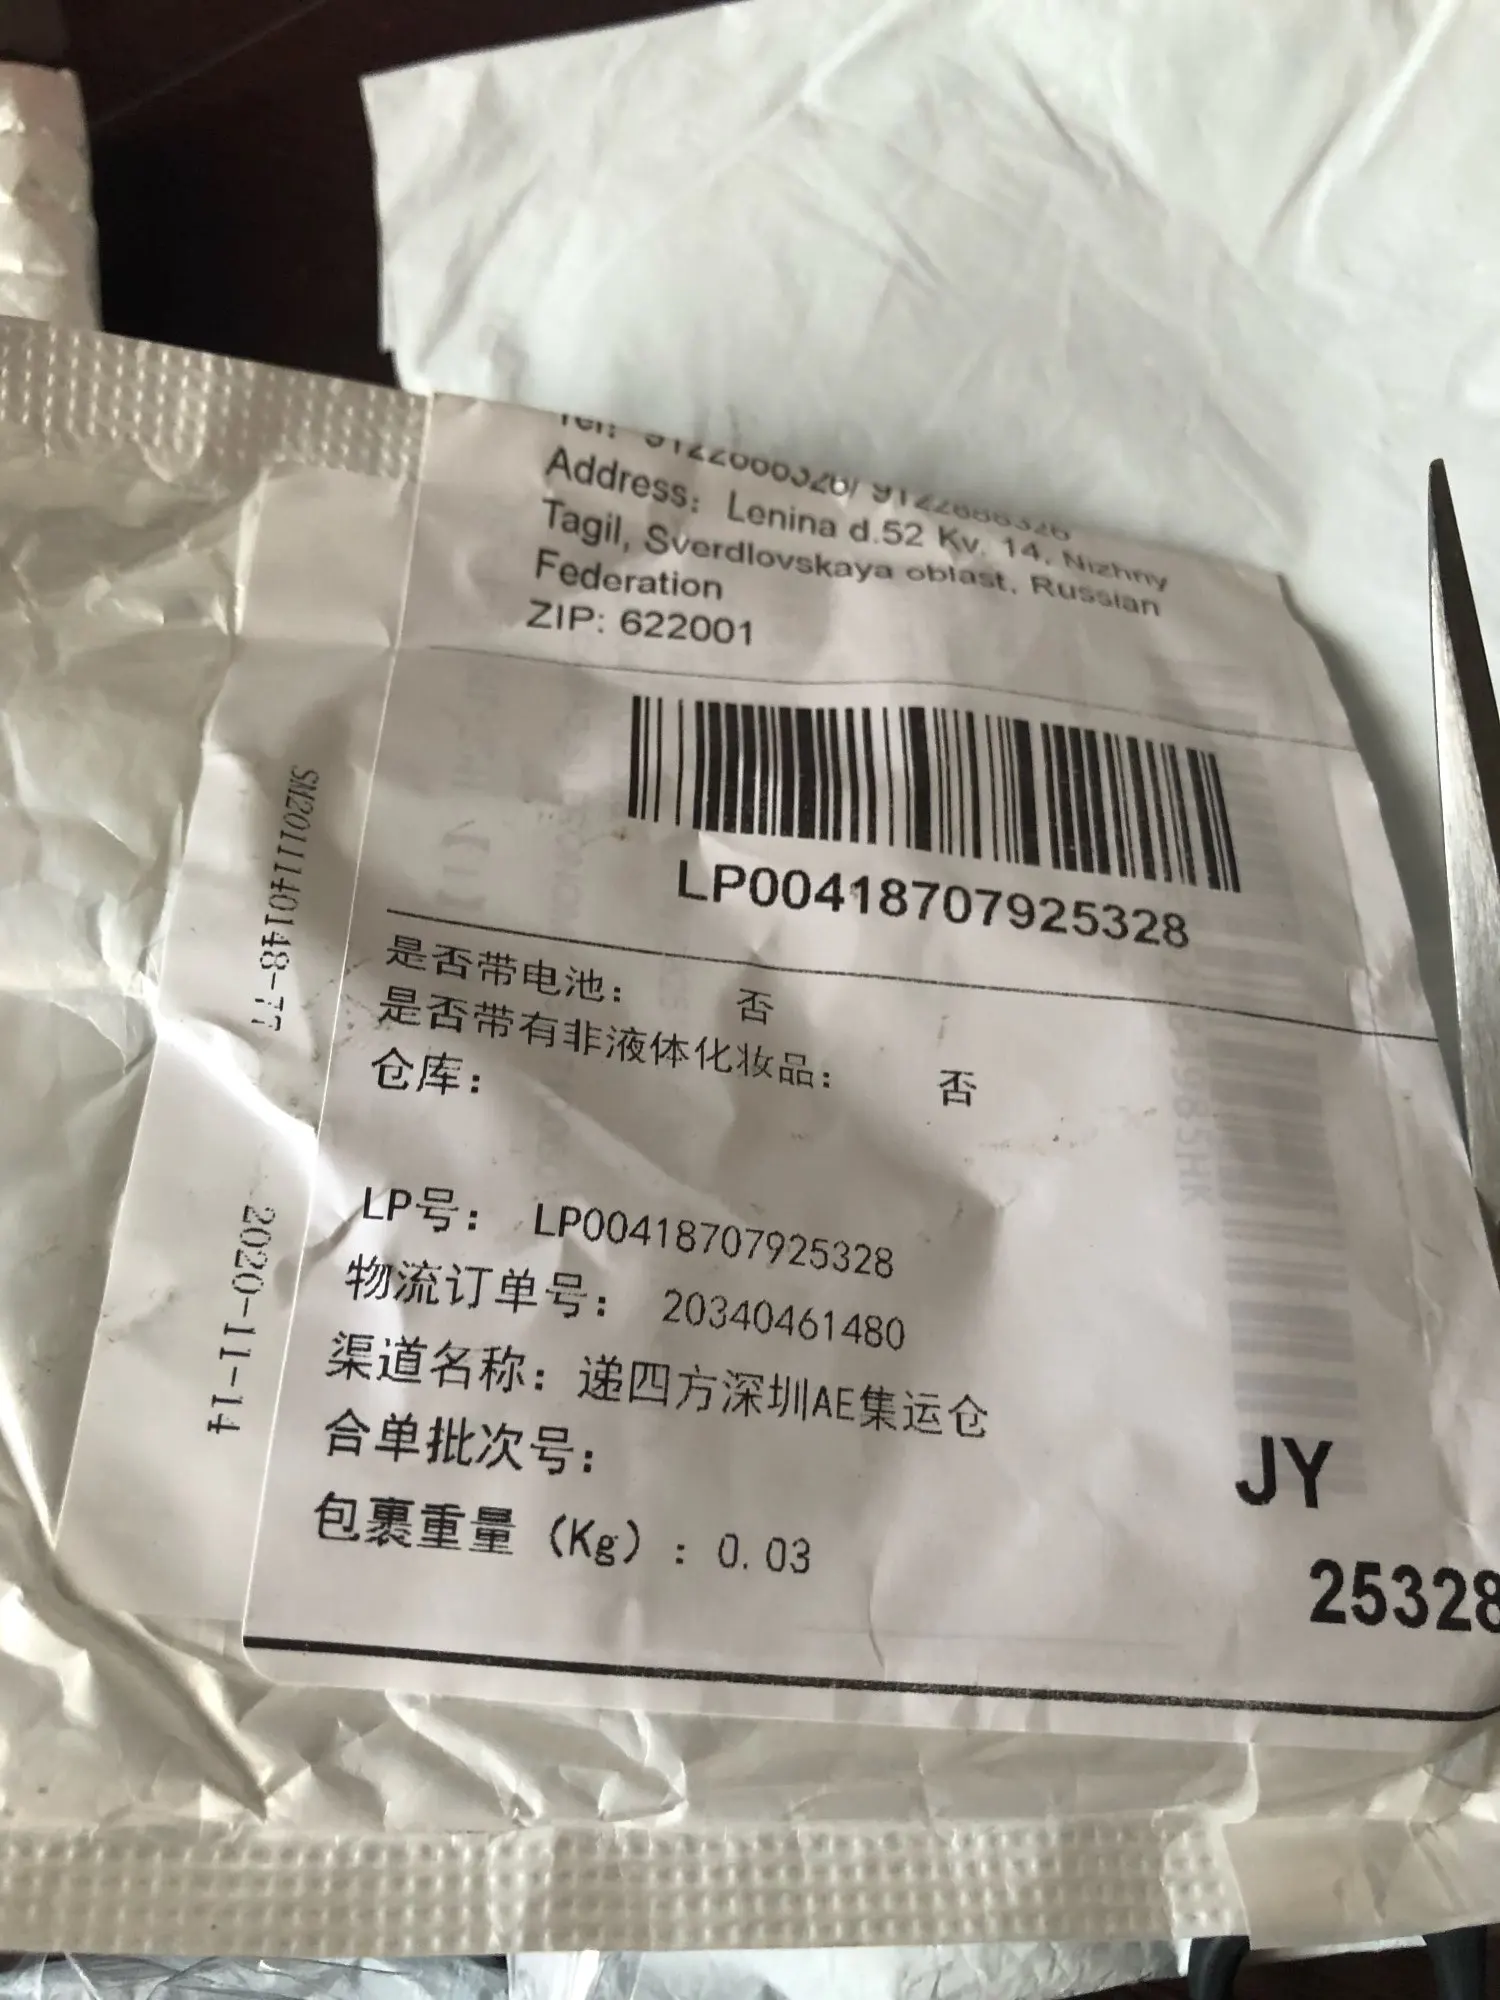 Address: Lenina d.52 Kv. 14, Nizhny
Tagil, Sverdlovskaya oblast, Russian
Federation
ZIP: 622001
LP00418707925328
是否带电池: 否
是否带有非液体化妆品: 否
仓库:
LP号: LP00418707925328
物流订单号: 20340461480
渠道名称: 递四方深圳AE集运仓
合单批次号:
包裹重量 (Kg) : 0.03
JY
25328
SM2011140148-77
2020-11-14